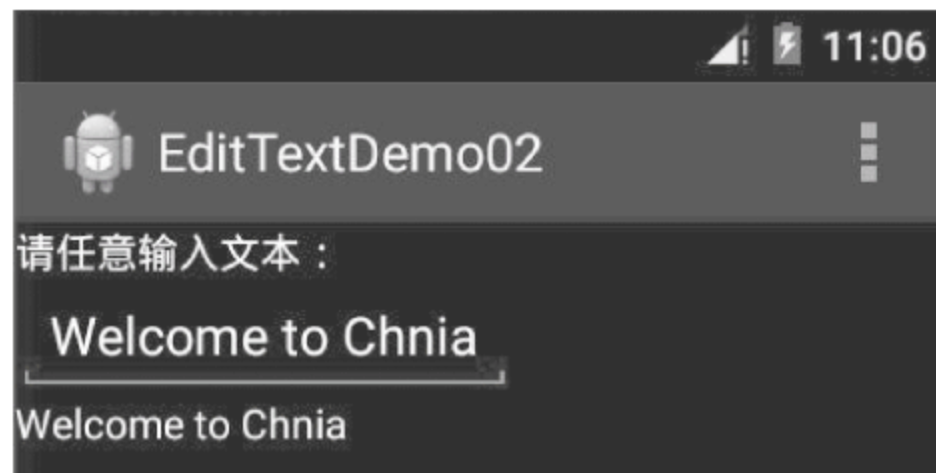 11:06
EditTextDemo02
请任意输入文本：
Welcome to Chnia
Welcome to Chnia